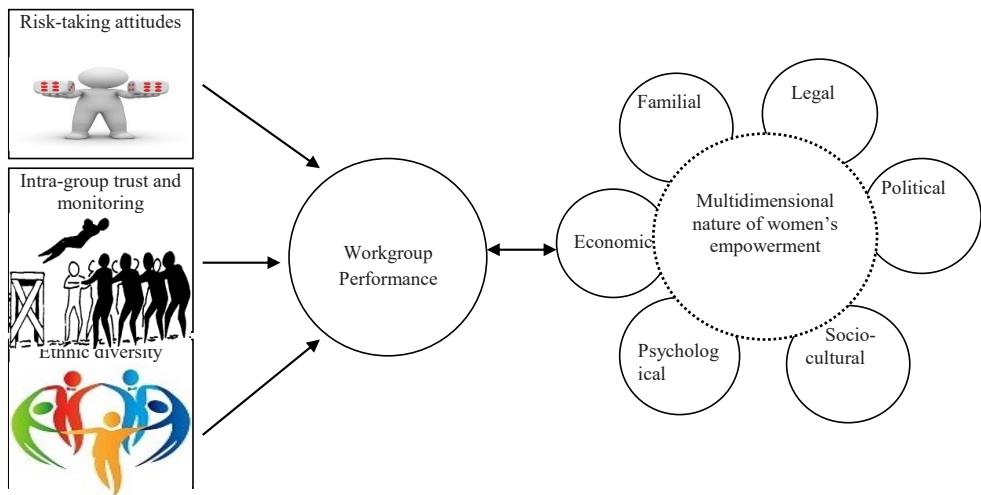 Risk-taking attitudes
Intra-group trust and
monitoring
Ethnic diversity
Workgroup
Performance
Familial
Legal
Political
Economic
Multidimensional
nature of women’s
empowerment
Psycholog
ical
Socio-
cultural